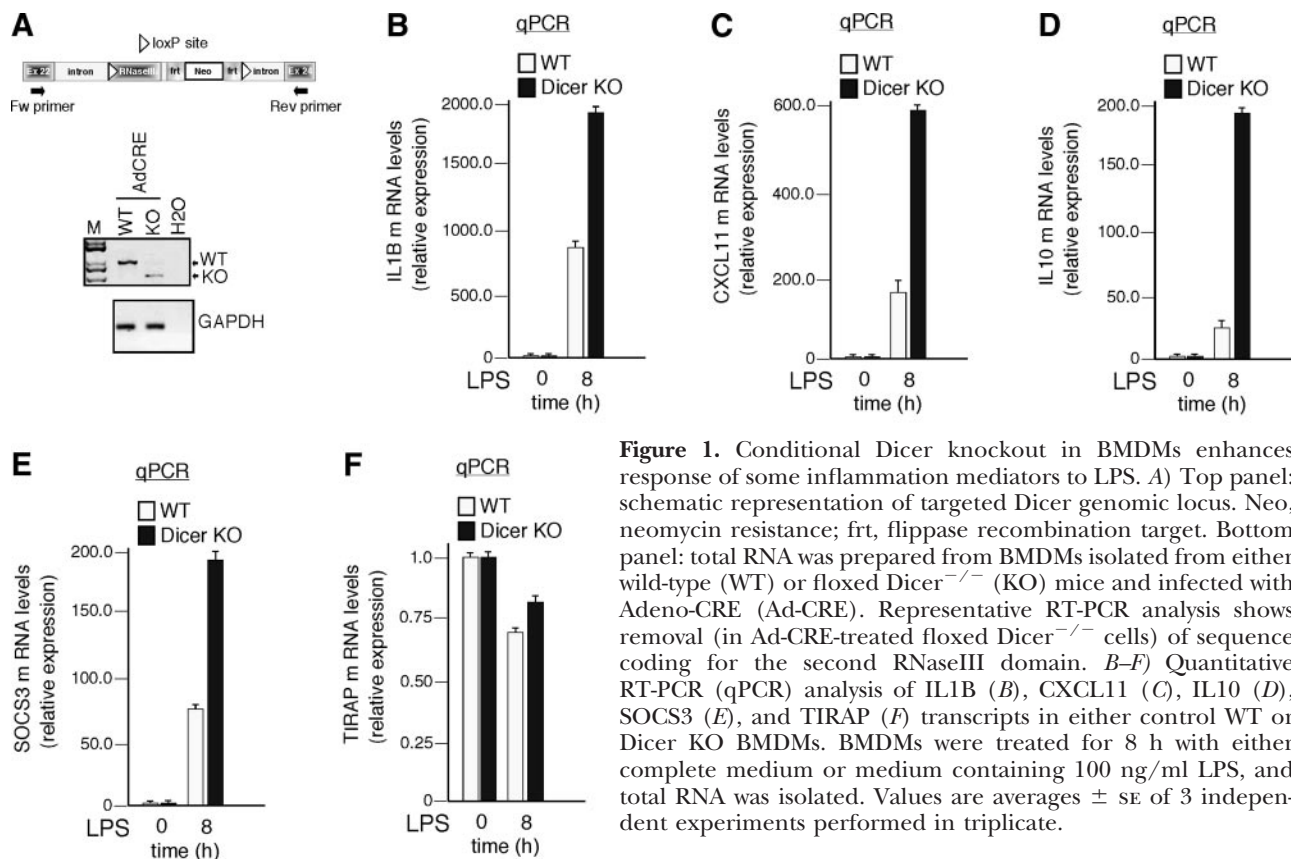 A
loxP site
Ex 22 intron RNaseIII frt Neo frt intron Ex 2
Fw primer Rev primer
AdCRE
M WT KO H2O
WT
KO
GAPDH
B
qPCR
WT
Dicer KO
IL1B m RNA levels
(relative expression)
2000.0
1500.0
1000.0
500.0
0
LPS 0 8
time (h)
C
qPCR
WT
Dicer KO
CXCL11 m RNA levels
(relative expression)
600.0
400.0
200.0
0
LPS 0 8
time (h)
D
qPCR
WT
Dicer KO
IL10 m RNA levels
(relative expression)
200.0
150.0
100.0
50.0
0
LPS 0 8
time (h)
E
qPCR
WT
Dicer KO
SOCS3 m RNA levels
(relative expression)
200.0
150.0
100.0
50.0
0
LPS 0 8
time (h)
F
qPCR
WT
Dicer KO
TIRAP m RNA levels
(relative expression)
1.0
0.75
0.50
0.25
0
LPS 0 8
time (h)
Figure 1. Conditional Dicer knockout in BMDMs enhances
response of some inflammation mediators to LPS. A) Top panel:
schematic representation of targeted Dicer genomic locus. Neo,
neomycin resistance; frt, flippase recombination target. Bottom
panel: total RNA was prepared from BMDMs isolated from either
wild-type (WT) or floxed Dicer−/− (KO) mice and infected with
Adeno-CRE (Ad-CRE). Representative RT-PCR analysis shows
removal (in Ad-CRE-treated floxed Dicer−/− cells) of sequence
coding for the second RNaseIII domain. B–F) Quantitative
RT-PCR (qPCR) analysis of IL1B (B), CXCL11 (C), IL10 (D),
SOCS3 (E), and TIRAP (F) transcripts in either control WT or
Dicer KO BMDMs. BMDMs were treated for 8 h with either
complete medium or medium containing 100 ng/ml LPS, and
total RNA was isolated. Values are averages ± SE of 3 indepen-
dent experiments performed in triplicate.